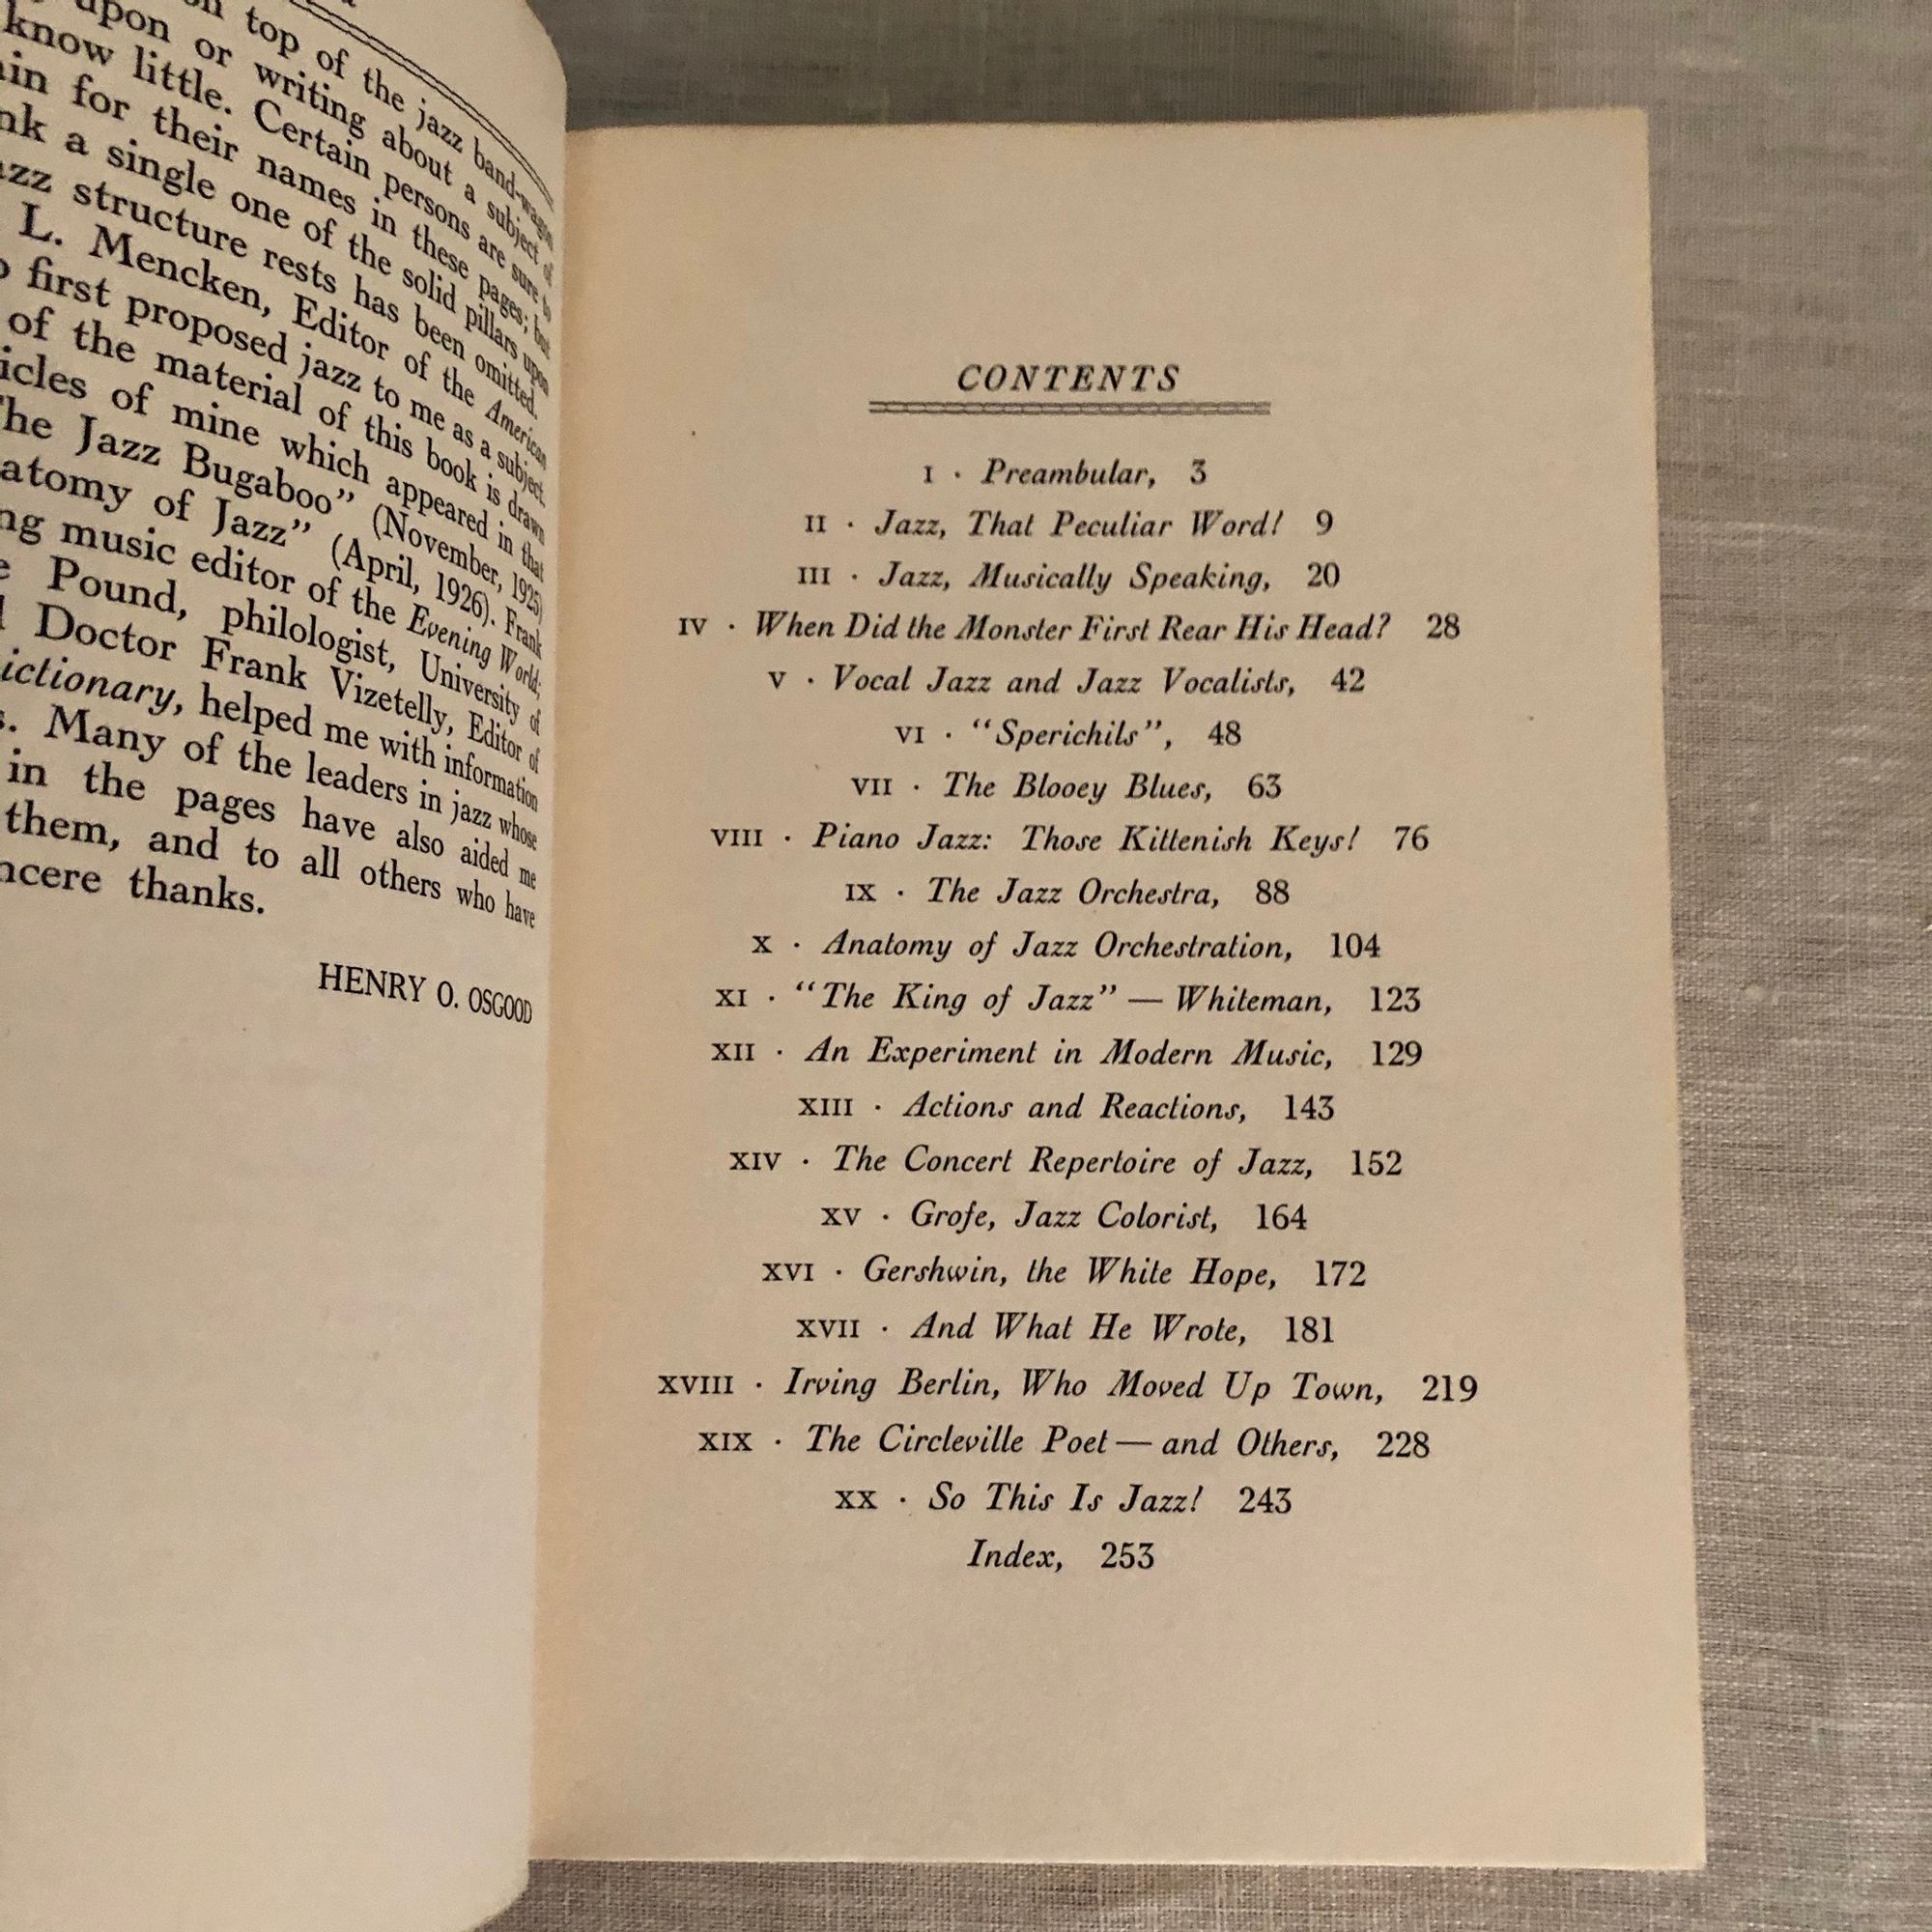 on top of the jazz band-wagon
upon or writing about a subject of
know little. Certain persons are sure to
for their names in these pages; but
a single one of the solid pillars upon
structure rests has been omitted.
L. Mencken, Editor of the American
first proposed jazz to me as a subject.
of the material of this book is drawn
of mine which appeared in that
Jazz Bugaboo” (November, 1925)
of Jazz” (April, 1926). Frank
music editor of the Evening World;
Pound, philologist, University of
Doctor Frank Vizetelly, Editor of
helped me with information
Many of the leaders in jazz whose
in the pages have also aided me
them, and to all others who have
thanks.
HENRY O. OSGOOD
CONTENTS
I · Preambular, 3
II · Jazz, That Peculiar Word! 9
III · Jazz, Musically Speaking, 20
IV · When Did the Monster First Rear His Head? 28
V · Vocal Jazz and Jazz Vocalists, 42
VI · “Sperichils”, 48
VII · The Blooey Blues, 63
VIII · Piano Jazz: Those Kittenish Keys! 76
IX · The Jazz Orchestra, 88
X · Anatomy of Jazz Orchestration, 104
XI · “The King of Jazz” — Whiteman, 123
XII · An Experiment in Modern Music, 129
XIII · Actions and Reactions, 143
XIV · The Concert Repertoire of Jazz, 152
XV · Grofe, Jazz Colorist, 164
XVI · Gershwin, the White Hope, 172
XVII · And What He Wrote, 181
XVIII · Irving Berlin, Who Moved Up Town, 219
XIX · The Circleville Poet — and Others, 228
XX · So This Is Jazz! 243
Index, 253